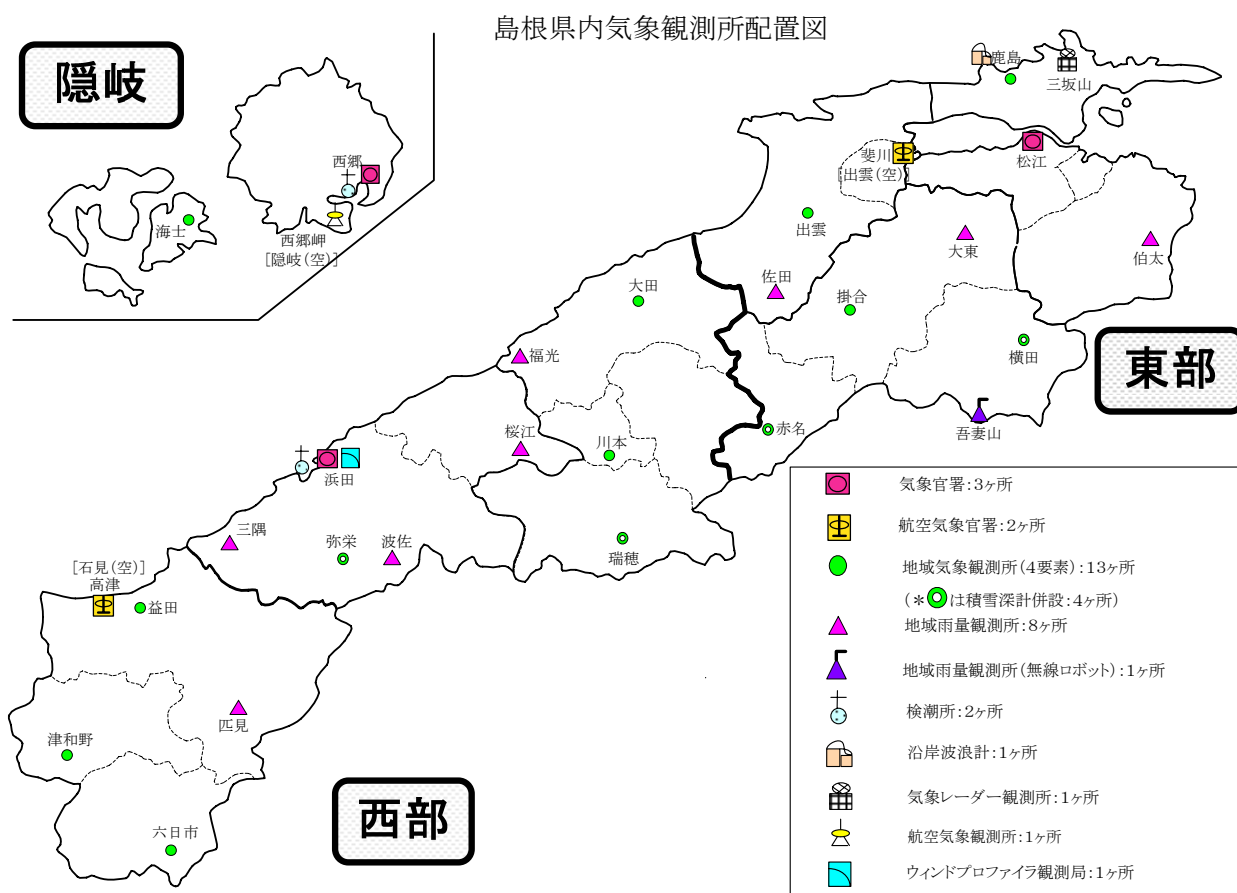 島根県内気象観測所配置図
隠岐
西郷
海士
西郷岬
[隠岐(空)]
鹿島
三坂山
斐川
[出雲(空)]
松江
出雲
大東
伯太
佐田
掛合
大田
横田
東部
福光
赤名
吾妻山
桜江
川本
浜田
三隅
弥栄
波佐
瑞穂
[石見(空)]
高津
益田
匹見
津和野
六日市
西部
気象官署:3ヶ所
航空気象官署:2ヶ所
地域気象観測所(4要素):13ヶ所
(*は積雪深計併設:4ヶ所)
地域雨量観測所:8ヶ所
地域雨量観測所(無線ロボット):1ヶ所
検潮所:2ヶ所
沿岸波浪計:1ヶ所
気象レーダー観測所:1ヶ所
航空気象観測所:1ヶ所
ウィンドプロファイラ観測局:1ヶ所